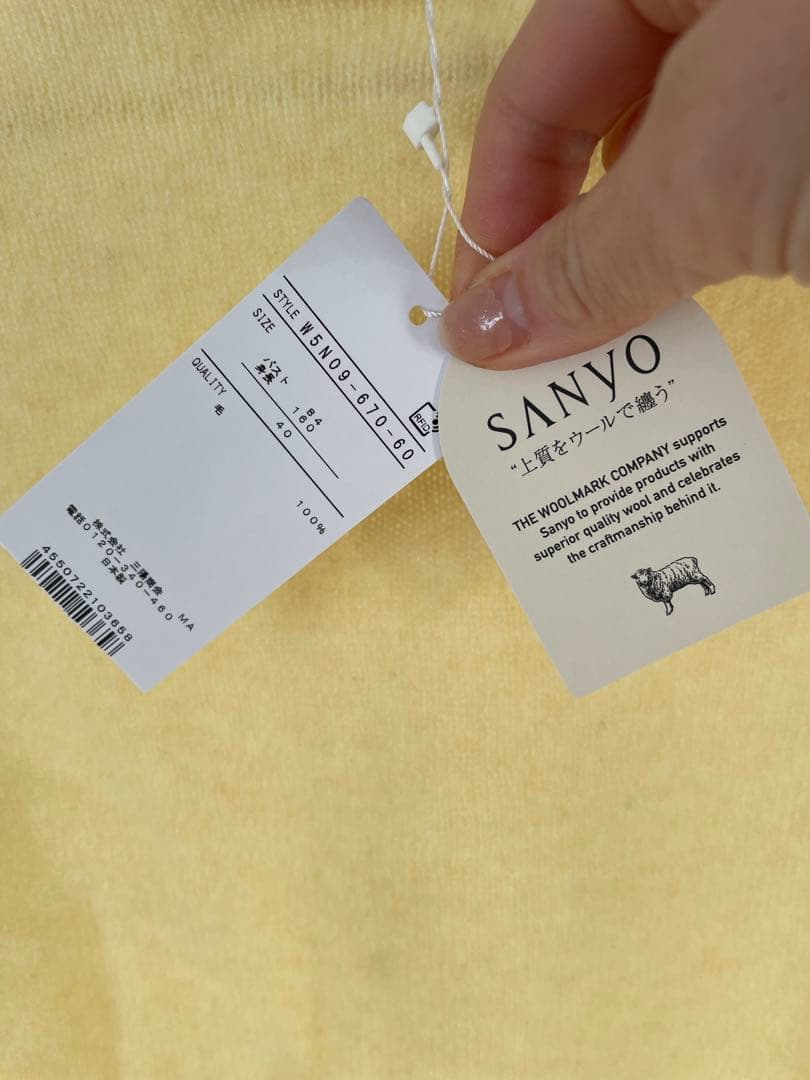 STYLE W5N09-670-60
SIZE
バスト 84
身長 160
40
QUALITY
毛 100%
株式会社 三陽商会 MA
電話0120-340-460
日本製
4550722103658
RFID
SANYO
“上質をウールで纏う”
THE WOOLMARK COMPANY supports
Sanyo to provide products with
superior quality wool and celebrates
the craftmanship behind it.